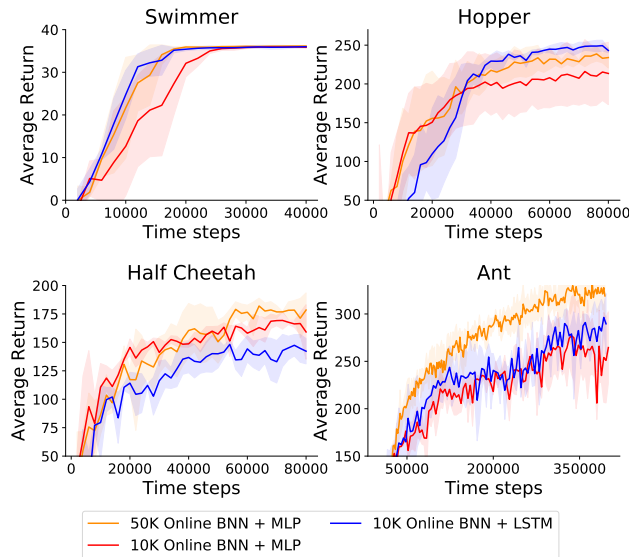 Swimmer
Hopper
Average Return
40
30
20
10
0
0 10000 20000 30000 40000
Time steps
Average Return
250
200
150
100
50
0 20000 40000 60000 80000
Time steps
Half Cheetah
Ant
Average Return
200
175
150
125
100
75
50
0 20000 40000 60000 80000
Time steps
Average Return
300
250
200
150
50000 200000 350000
Time steps
50K Online BNN + MLP
10K Online BNN + LSTM
10K Online BNN + MLP